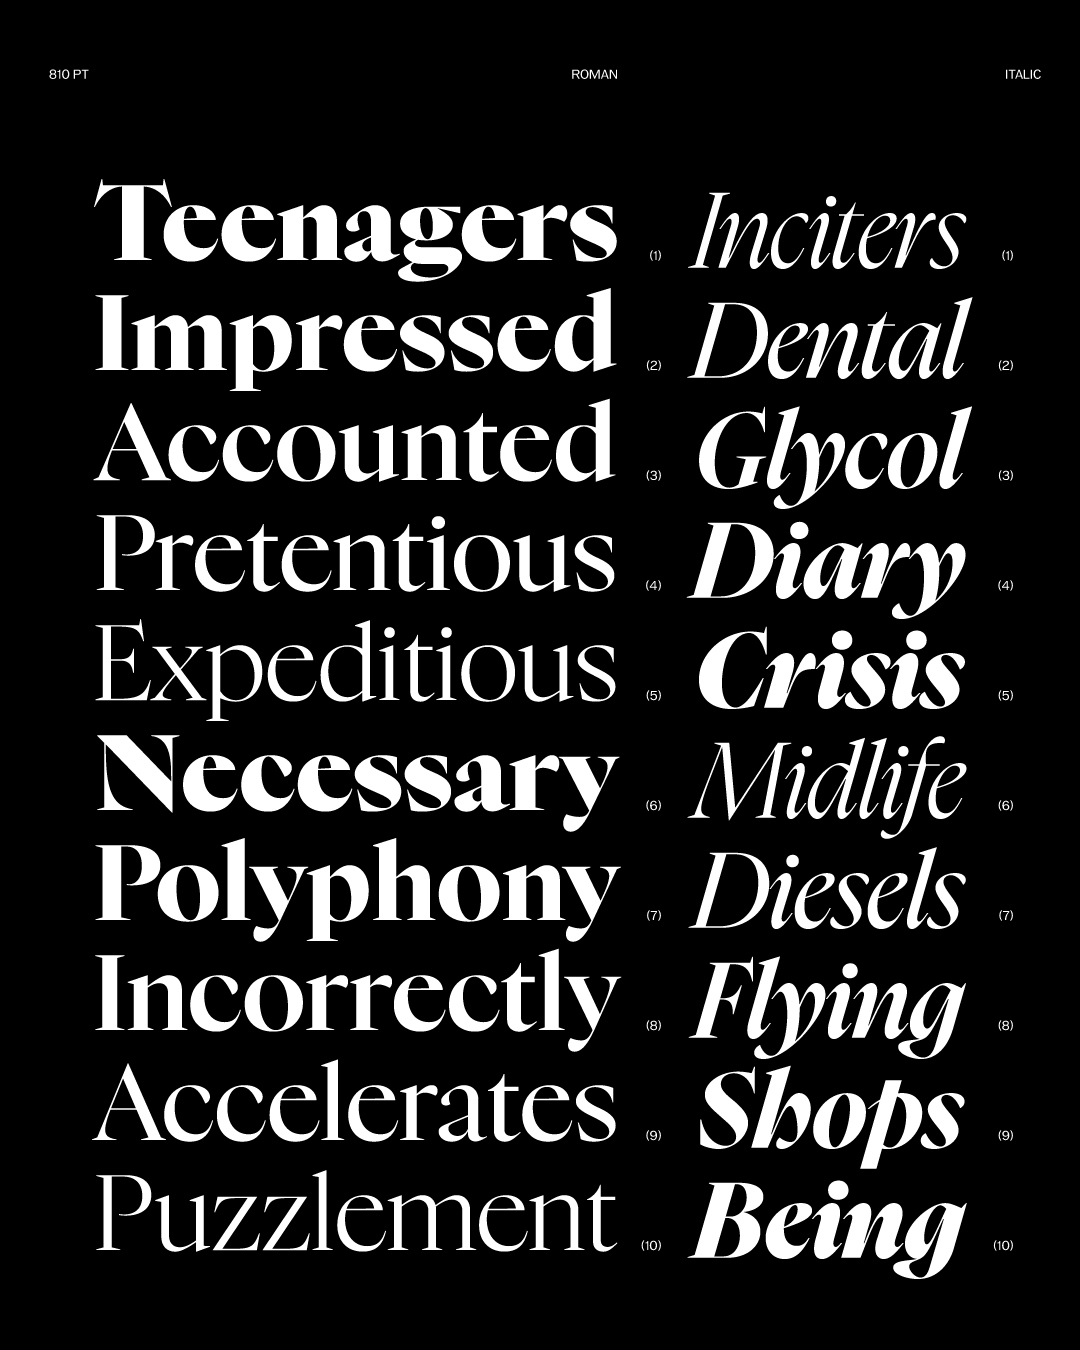 810 PT ROMAN ITALIC
Teenagers (1) Inciters (1)
Impressed (2) Dental (2)
Accounted (3) Glycol (3)
Pretentious (4) Diary (4)
Expeditious (5) Crisis (5)
Necessary (6) Midlife (6)
Polyphony (7) Diesels (7)
Incorrectly (8) Flying (8)
Accelerates (9) Shops (9)
Puzzlement (10) Being (10)